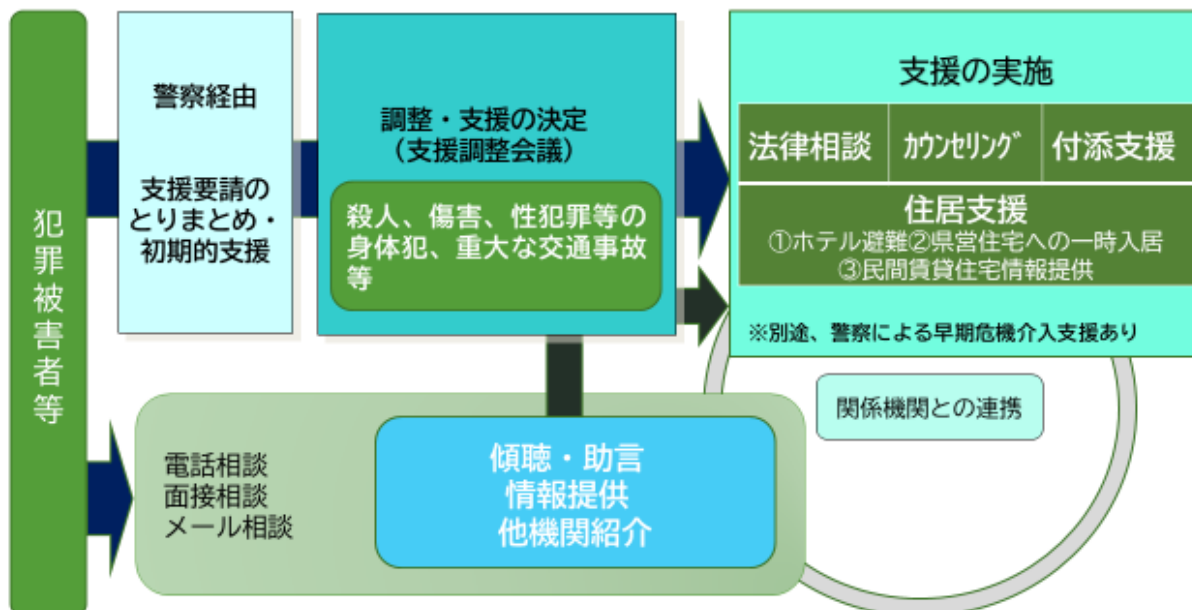 犯罪被害者等
警察経由
支援要請の
とりまとめ・
初期的支援
調整・支援の決定
（支援調整会議）
殺人、傷害、性犯罪等の
身体犯、重大な交通事故
等
支援の実施
法律相談
ｶｳﾝｾﾘﾝｸﾞ
付添支援
住居支援
①ホテル避難②県営住宅への一時入居
③民間賃貸住宅情報提供
※別途、警察による早期危機介入支援あり
関係機関との連携
電話相談
面接相談
メール相談
傾聴・助言
情報提供
他機関紹介